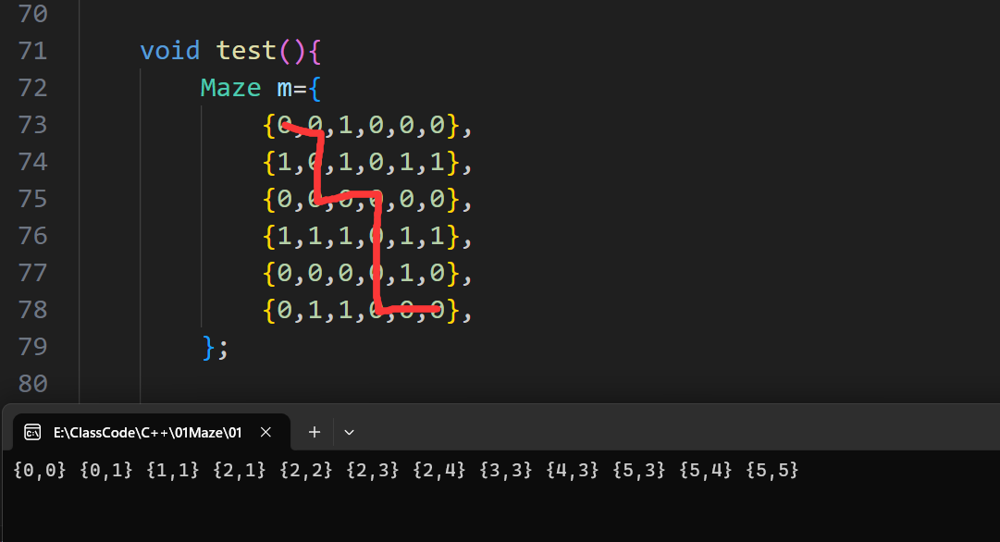 70
71 void test(){
72 Maze m={
73 {0,0,1,0,0,0},
74 {1,0,1,0,1,1},
75 {0,0,0,0,0,0},
76 {1,1,1,0,1,1},
77 {0,0,0,0,1,0},
78 {0,1,1,0,0,0},
79 };
80
E:\ClassCode\C++\01Maze\01
{0,0} {0,1} {1,1} {2,1} {2,2} {2,3} {2,4} {3,3} {4,3} {5,3} {5,4} {5,5}